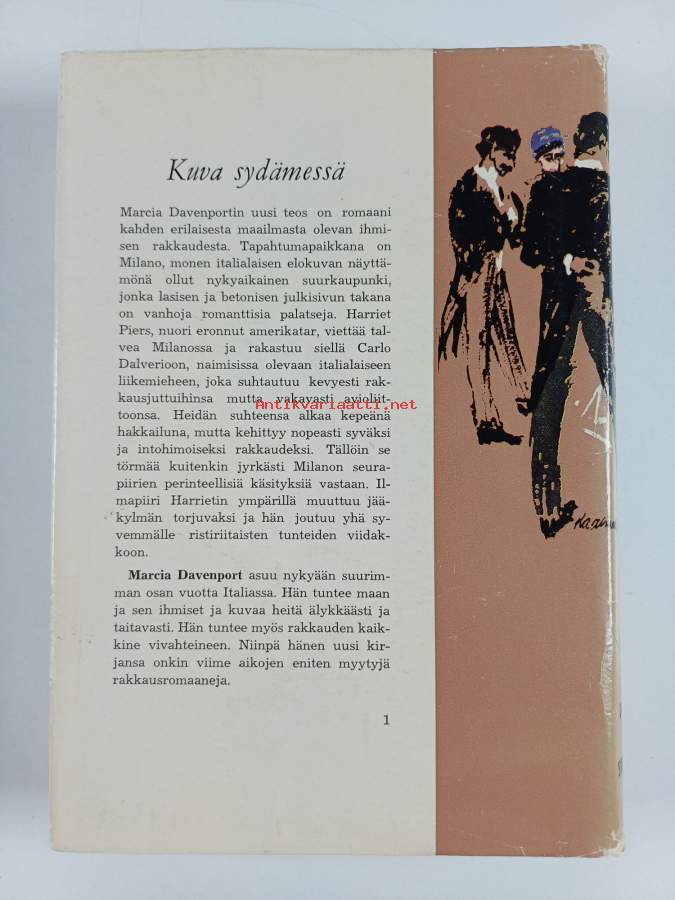 Kuva sydämessä
Marcia Davenportin uusi teos on romaani
kahden erilaisesta maailmasta olevan ihmi-
sen rakkaudesta. Tapahtumapaikkana on
Milano, monen italialaisen elokuvan näyttä-
mönä ollut nykyaikainen suurkaupunki,
jonka lasisen ja betonisen julkisivun takana
on vanhoja romanttisia palatseja. Harriet
Piers, nuori eronnut amerikatar, viettää tal-
vea Milanossa ja rakastuu siellä Carlo
Dalverioon, naimisissa olevaan italialaiseen
liikemieheen, joka suhtautuu kevyesti rak-
kausjuttuihinsa mutta vakavasti avioliit-
toonsa. Heidän suhteensa alkaa kepeänä
hakkailuna, mutta kehittyy nopeasti syväksi
ja intohimoiseksi rakkaudeksi. Tällöin se
törmää kuitenkin jyrkästi Milanon seura-
piirien perinteellisiä käsityksiä vastaan. Il-
mapiiri Harrietin ympärillä muuttuu jää-
kylmän torjuvaksi ja hän joutuu yhä sy-
vemmälle ristiriitaisten tunteiden viidak-
koon.
Marcia Davenport asuu nykyään suurim-
man osan vuotta Italiassa. Hän tuntee maan
ja sen ihmiset ja kuvaa heitä älykkäästi ja
taitavasti. Hän tuntee myös rakkauden kaik-
kine vivahteineen. Niinpä hänen uusi kir-
jansa onkin viime aikojen eniten myytyjä
rakkausromaaneja.
1
Antikvariaatti.net